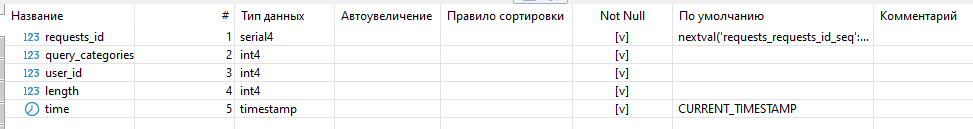 Название # Тип данных Автоувеличение Правило сортировки Not Null По умолчанию Комментарий
123 requests_id 1 serial4 [v] nextval('requests_requests_id_seq':...
123 query_categories 2 int4 [v]
123 user_id 3 int4 [v]
123 length 4 int4 [v]
time 5 timestamp [v] CURRENT_TIMESTAMP